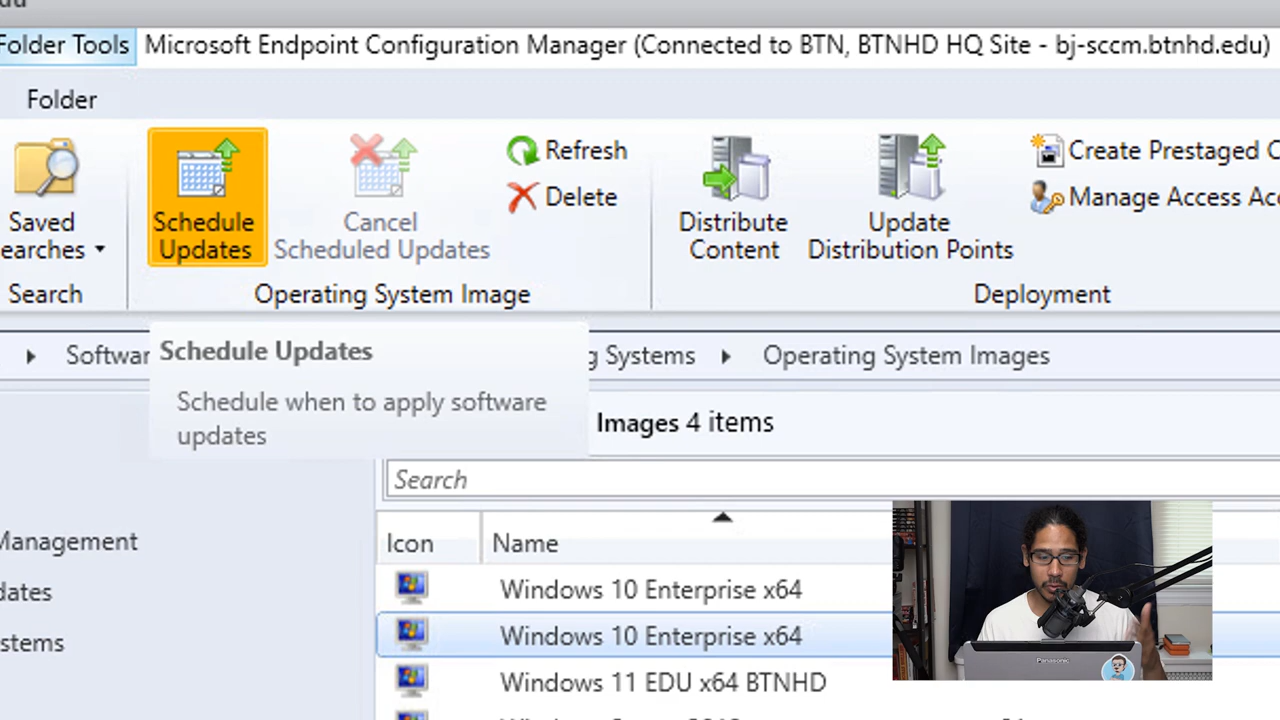 Folder Tools Microsoft Endpoint Configuration Manager (Connected to BTN, BTNHD HQ Site - bj-sccm.btnhd.edu)
Folder
Saved
earches
Search
Schedule
Updates
Cancel
Scheduled Updates
Refresh
Delete
Operating System Image
Distribute
Content
Update
Distribution Points
Create Prestaged C
Manage Access Acc
Deployment
Softwar
g Systems
Operating System Images
Schedule Updates
Schedule when to apply software
updates
Images 4 items
Search
Management
dates
stems
Icon Name
Windows 10 Enterprise x64
Windows 10 Enterprise x64
Windows 11 EDU x64 BTNHD
Panasonic